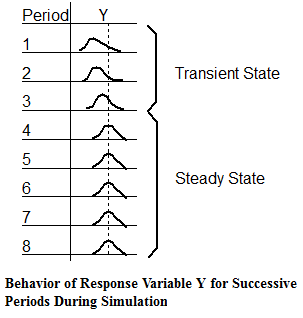 Period Y
1
2
3
Transient State
4
5
6
7
8
Steady State
Behavior of Response Variable Y for Successive
Periods During Simulation